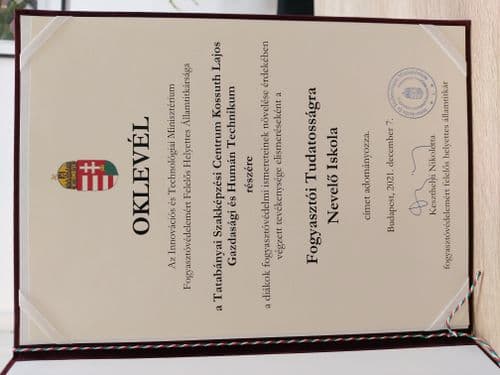 OKLEVÉL
Az Innovációs és Technológiai Minisztérium
Fogyasztóvédelemért Felelős Helyettes Államtitkársága
a Tatabányai Szakképzési Centrum Kossuth Lajos
Gazdasági és Humán Technikum
részére
a diákok fogyasztóvédelmi ismereteinek növelése érdekében
végzett tevékenysége elismeréseként a
Fogyasztói Tudatosságra
Nevelő Iskola
címet adományozza.
Budapest, 2021. december 7.
Keszthelyi Nikoletta
fogyasztóvédelemért felelős helyettes államtitkár